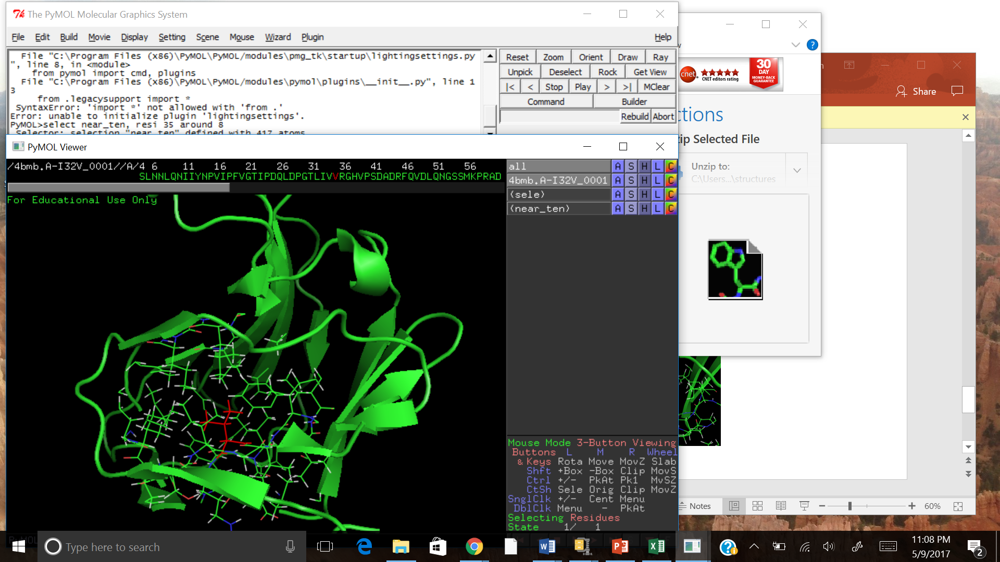 The PyMOL Molecular Graphics System
File Edit Build Movie Display Setting Scene Mouse Wizard Plugin Help
File "C:\Program Files (x86)\PyMOL\PyMOL/modules\pmg_tk\startup\lightingsettings.py
", line 8, in <module>
from pymol import cmd, plugins
File "C:\Program Files (x86)\PyMOL\PyMOL/modules\pymol\plugins\__init__.py", line 1
3
from .legacysupport import *
SyntaxError: 'import *' not allowed with 'from .'
Error: unable to initialize plugin 'lightingsettings'.
PyMOL>select near_ten, resi 35 around 8
Selector: selection "near_ten" defined with 417 atoms
Reset Zoom Orient Draw Ray
Unpick Deselect Rock Get View
|< < Stop Play > >| MClear
Command Builder
Rebuild Abort
PyMOL Viewer
/4bmb.A-I32V_0001//A/4 6 11 16 21 26 31 36 41 46 51 56
SLNNLQNIIYNPVIPFVGTIPDQLDPGTLIVVRGHVPSDADRFQVDLQNGSSMKPRAD
For Educational Use Only
all A S H L C
4bmb.A-I32V_0001 A S H L C
(sele) A S H L C
(near_ten) A S H L C
Mouse Mode 3-Button Viewing
Buttons L M R Wheel
& Keys Rota Move MovZ Slab
Shft +Box -Box Clip MovS
Ctrl +/- PkAt Pk1 MvSZ
CtSh Sele Orig Clip MovZ
SnglClk +/- Cent Menu
DblClk Menu - PkAt
Selecting Residues
State 1/ 1
cnet
CNET editors rating
30
DAY
MONEY-BACK
GUARANTEE
ctions
zip Selected File
Unzip to:
C:\Users...\structures
Share
Notes
60%
Type here to search
11:08 PM
5/9/2017
2